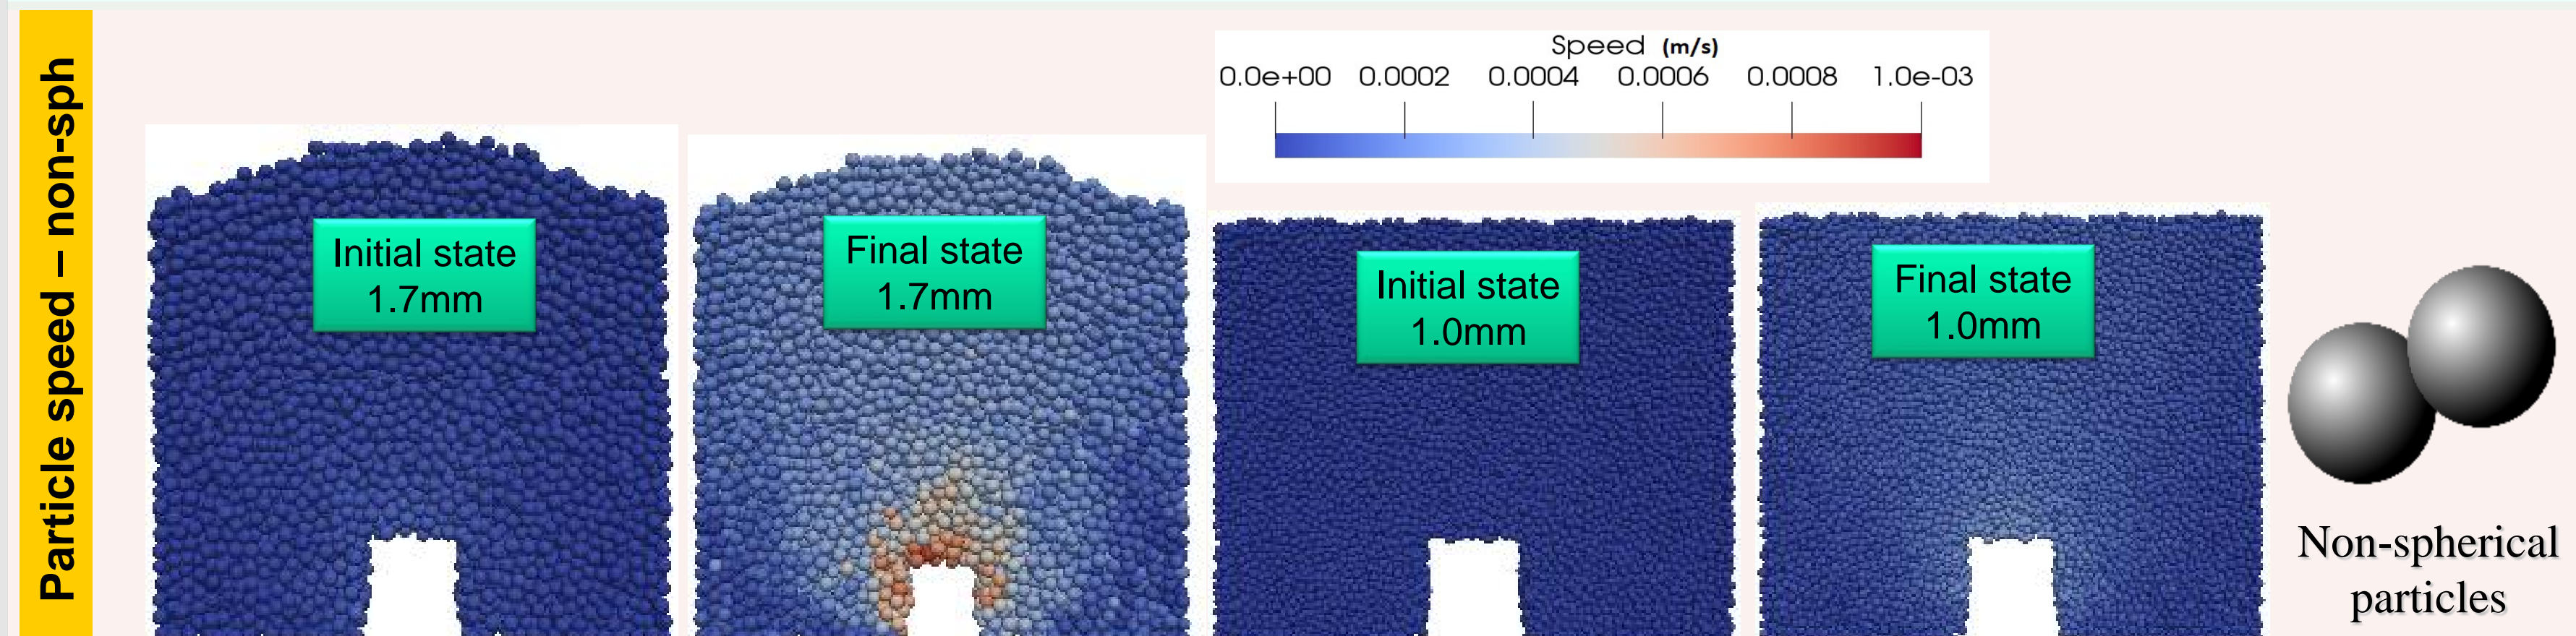 Particle speed – non-sph
Speed (m/s)
0.0e+00 0.0002 0.0004 0.0006 0.0008 1.0e-03
Initial state
1.7mm
Final state
1.7mm
Initial state
1.0mm
Final state
1.0mm
Non-spherical
particles